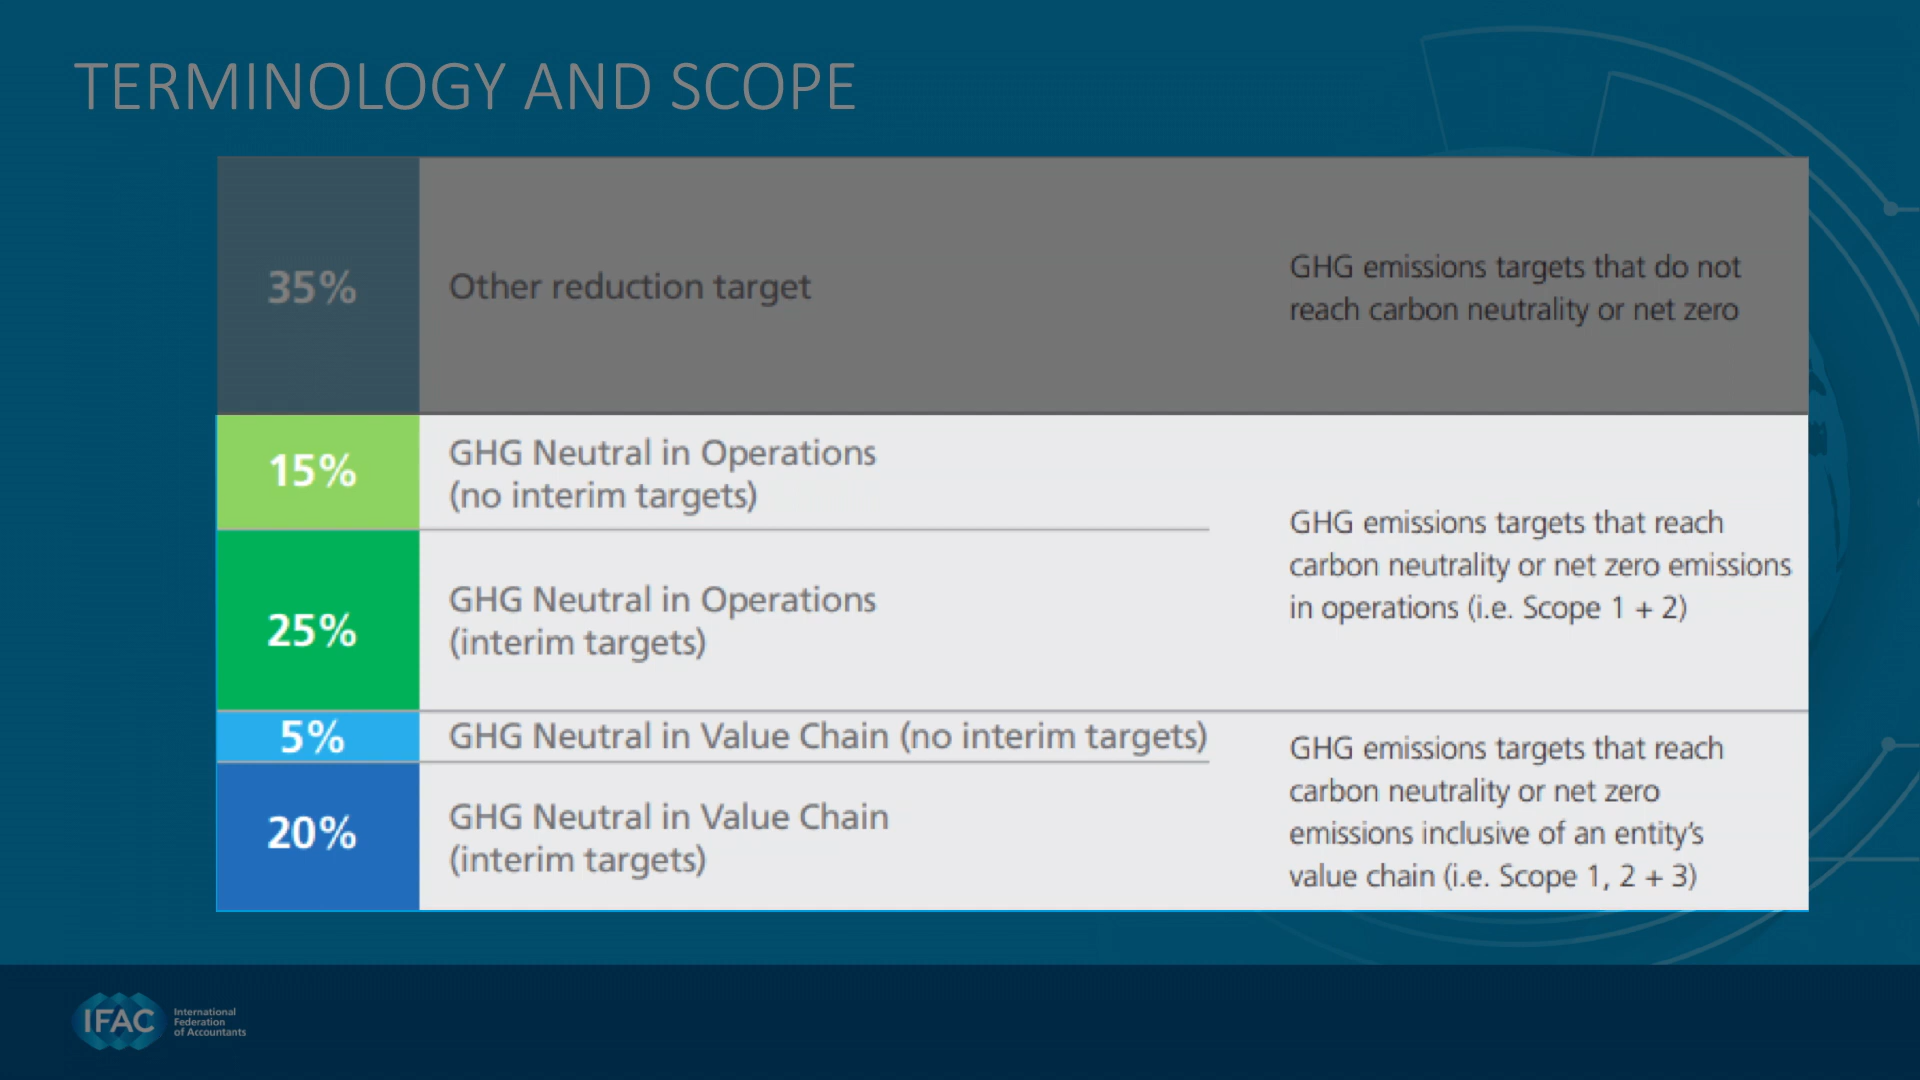 TERMINOLOGY AND SCOPE
35%
Other reduction target
GHG emissions targets that do not
reach carbon neutrality or net zero
15%
GHG Neutral in Operations
(no interim targets)
25%
GHG Neutral in Operations
(interim targets)
GHG emissions targets that reach
carbon neutrality or net zero emissions
in operations (i.e. Scope 1 + 2)
5%
GHG Neutral in Value Chain (no interim targets)
20%
GHG Neutral in Value Chain
(interim targets)
GHG emissions targets that reach
carbon neutrality or net zero
emissions inclusive of an entity's
value chain (i.e. Scope 1, 2 + 3)
IFAC
International
Federation
of Accountants